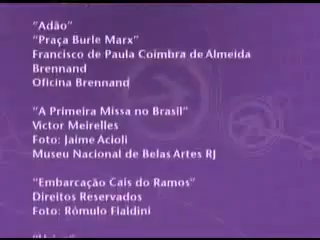 "Adão"
"Praça Burle Marx"
Francisco de Paula Coimbra de Almeida
Brennand
Oficina Brennand
"A Primeira Missa no Brasil"
Victor Meirelles
Foto: Jaime Acioli
Museu Nacional de Belas Artes RJ
"Embarcação Cais do Ramos"
Direitos Reservados
Foto: Rômulo Fialdini